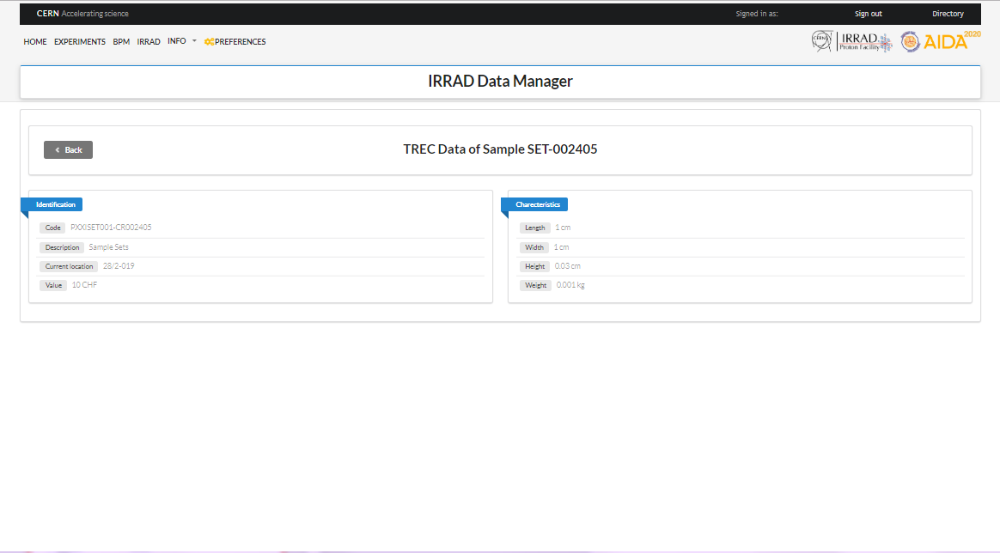 CERN Accelerating science Signed in as: Sign out Directory
HOME EXPERIMENTS BPM IRRAD INFO PREFERENCES
CERN IRRAD Proton Facility AIDA 2020
IRRAD Data Manager
Back
TREC Data of Sample SET-002405
Identification
Code PXXISET001-CR002405
Description Sample Sets
Current location 28/2-019
Value 10 CHF
Charecteristics
Length 1 cm
Width 1 cm
Height 0.03 cm
Weight 0.001 kg